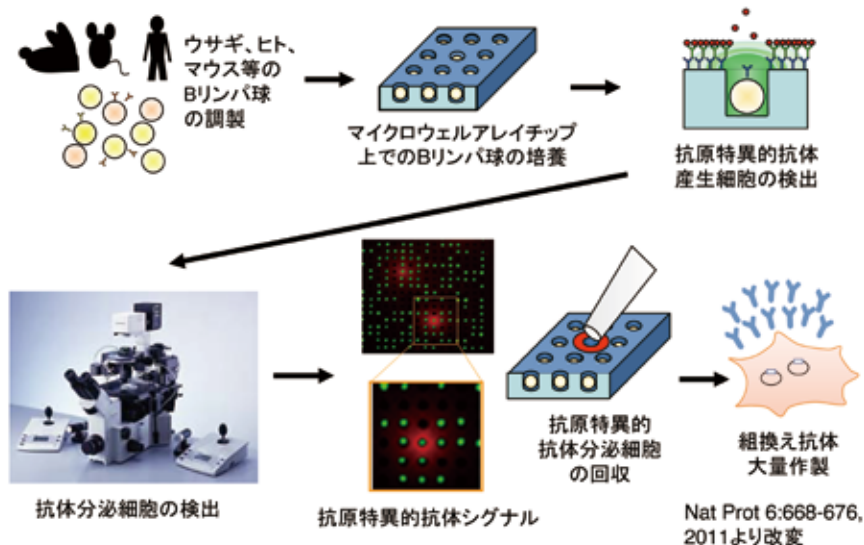 ウサギ、ヒト、
マウス等の
Bリンパ球
の調製
マイクロウェルアレイチップ
上でのBリンパ球の培養
抗原特異的抗体
産生細胞の検出
抗体分泌細胞の検出
抗原特異的抗体シグナル
抗原特異的
抗体分泌細胞
の回収
組換え抗体
大量作製
Nat Prot 6:668-676,
2011より改変